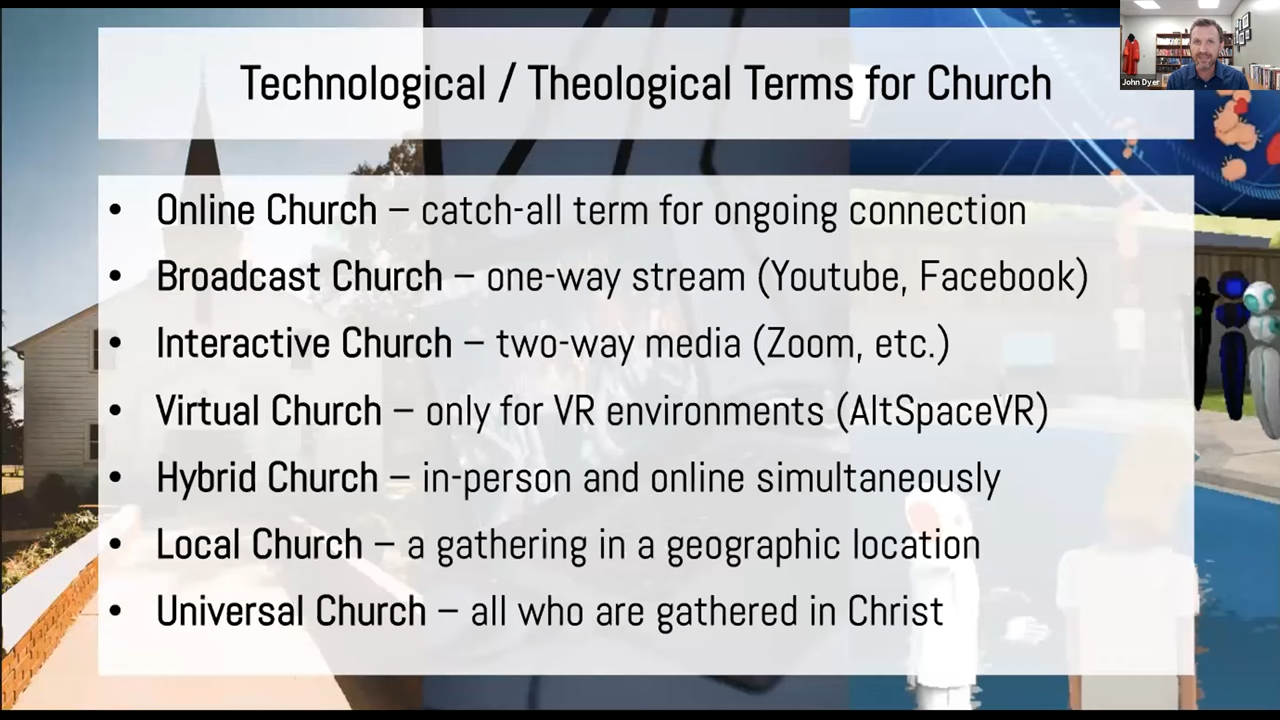 Technological / Theological Terms for Church
John Dyer
• Online Church – catch-all term for ongoing connection
• Broadcast Church – one-way stream (Youtube, Facebook)
• Interactive Church – two-way media (Zoom, etc.)
• Virtual Church – only for VR environments (AltSpaceVR)
• Hybrid Church – in-person and online simultaneously
• Local Church – a gathering in a geographic location
• Universal Church – all who are gathered in Christ